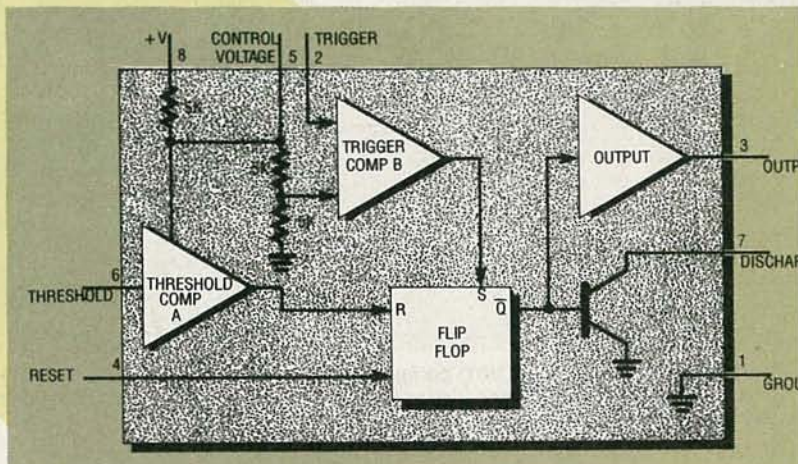 +V
8
CONTROL
VOLTAGE
5
TRIGGER
2
5K
5K
TRIGGER
COMP B
OUTPUT
3
OUTP
7
DISCHAR
6
THRESHOLD
THRESHOLD
COMP
A
R
S
Q̅
FLIP
FLOP
4
RESET
1
GROU